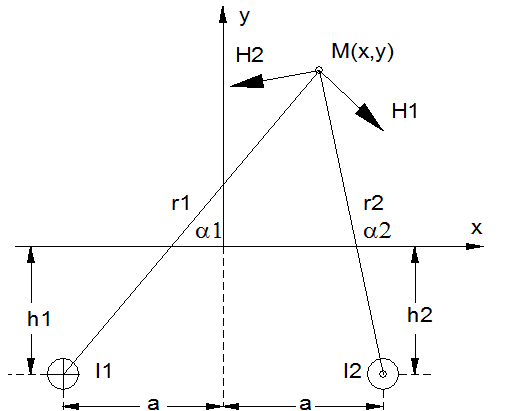 y
H2
M(x,y)
H1
r1
r2
α1
α2
x
h1
h2
I1
I2
a
a